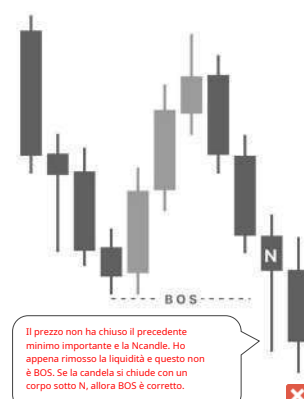 N
BOS
Il prezzo non ha chiuso il precedente
minimo importante e la Ncandle. Ho
appena rimosso la liquidità e questo non
è BOS. Se la candela si chiude con un
corpo sotto N, allora BOS è corretto.